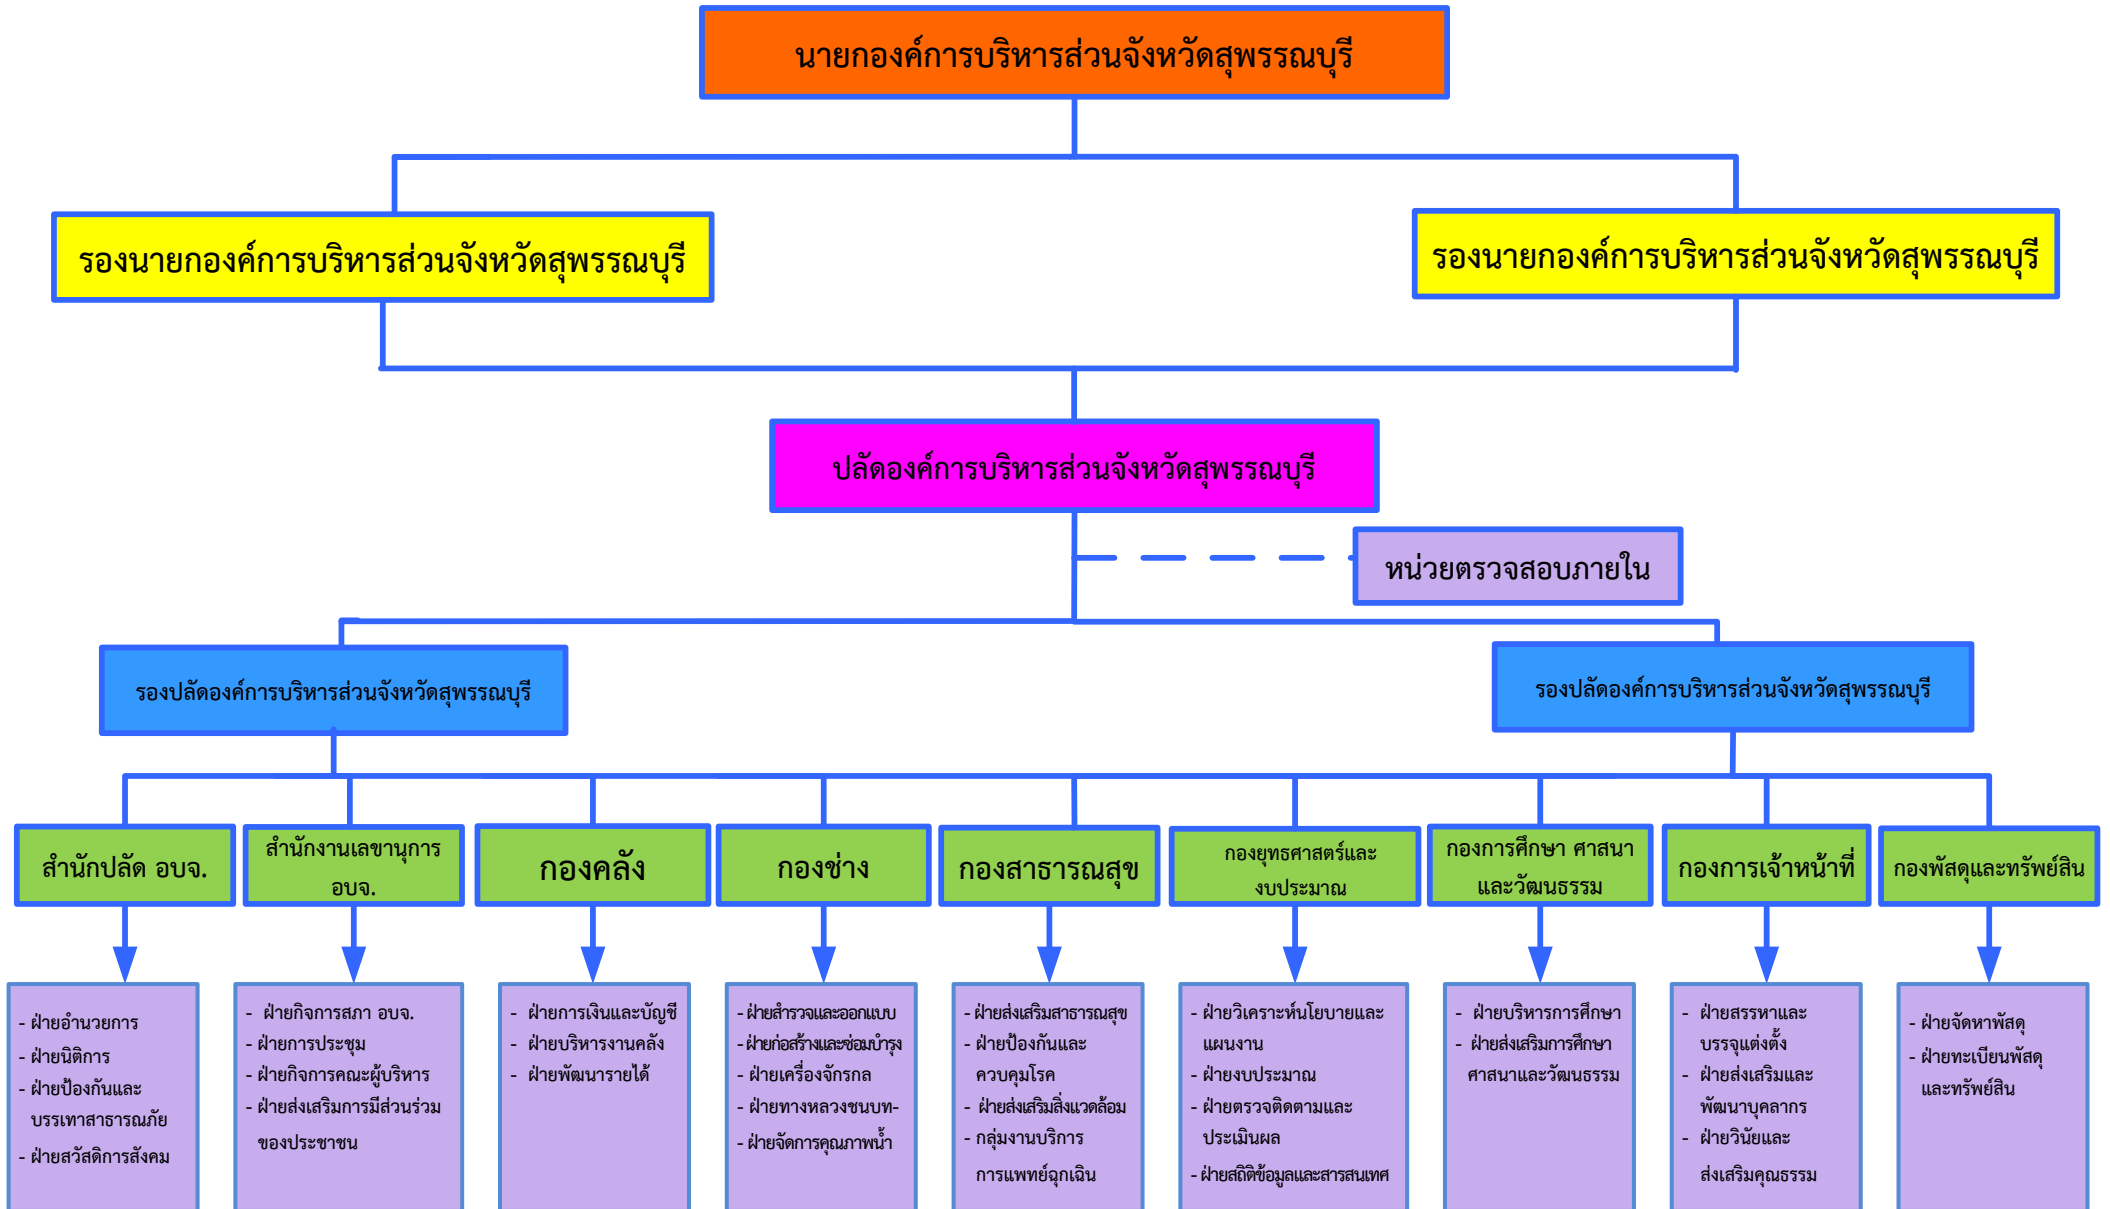 นายกองค์การบริหารส่วนจังหวัดสุพรรณบุรี
รองนายกองค์การบริหารส่วนจังหวัดสุพรรณบุรี
รองนายกองค์การบริหารส่วนจังหวัดสุพรรณบุรี
ปลัดองค์การบริหารส่วนจังหวัดสุพรรณบุรี
หน่วยตรวจสอบภายใน
รองปลัดองค์การบริหารส่วนจังหวัดสุพรรณบุรี
รองปลัดองค์การบริหารส่วนจังหวัดสุพรรณบุรี
สำนักปลัด อบจ.
สำนักงานเลขานุการ
อบจ.
กองคลัง
กองช่าง
กองสาธารณสุข
กองยุทธศาสตร์และ
งบประมาณ
กองการศึกษา ศาสนา
และวัฒนธรรม
กองการเจ้าหน้าที่
กองพัสดุและทรัพย์สิน
- ฝ่ายอำนวยการ
- ฝ่ายนิติการ
- ฝ่ายป้องกันและ
บรรเทาสาธารณภัย
- ฝ่ายสวัสดิการสังคม
- ฝ่ายกิจการสภา อบจ.
- ฝ่ายการประชุม
- ฝ่ายกิจการคณะผู้บริหาร
- ฝ่ายส่งเสริมการมีส่วนร่วม
ของประชาชน
- ฝ่ายการเงินและบัญชี
- ฝ่ายบริหารงานคลัง
- ฝ่ายพัฒนารายได้
- ฝ่ายสำรวจและออกแบบ
- ฝ่ายก่อสร้างและซ่อมบำรุง
- ฝ่ายเครื่องจักรกล
- ฝ่ายทางหลวงชนบท-
- ฝ่ายจัดการคุณภาพน้ำ
- ฝ่ายส่งเสริมสาธารณสุข
- ฝ่ายป้องกันและ
ควบคุมโรค
- ฝ่ายส่งเสริมสิ่งแวดล้อม
- กลุ่มงานบริการ
การแพทย์ฉุกเฉิน
- ฝ่ายวิเคราะห์นโยบายและ
แผนงาน
- ฝ่ายงบประมาณ
- ฝ่ายตรวจติดตามและ
ประเมินผล
- ฝ่ายสถิติข้อมูลและสารสนเทศ
- ฝ่ายบริหารการศึกษา
- ฝ่ายส่งเสริมการศึกษา
ศาสนาและวัฒนธรรม
- ฝ่ายสรรหาและ
บรรจุแต่งตั้ง
- ฝ่ายส่งเสริมและ
พัฒนาบุคลากร
- ฝ่ายวินัยและ
ส่งเสริมคุณธรรม
- ฝ่ายจัดหาพัสดุ
- ฝ่ายทะเบียนพัสดุ
และทรัพย์สิน